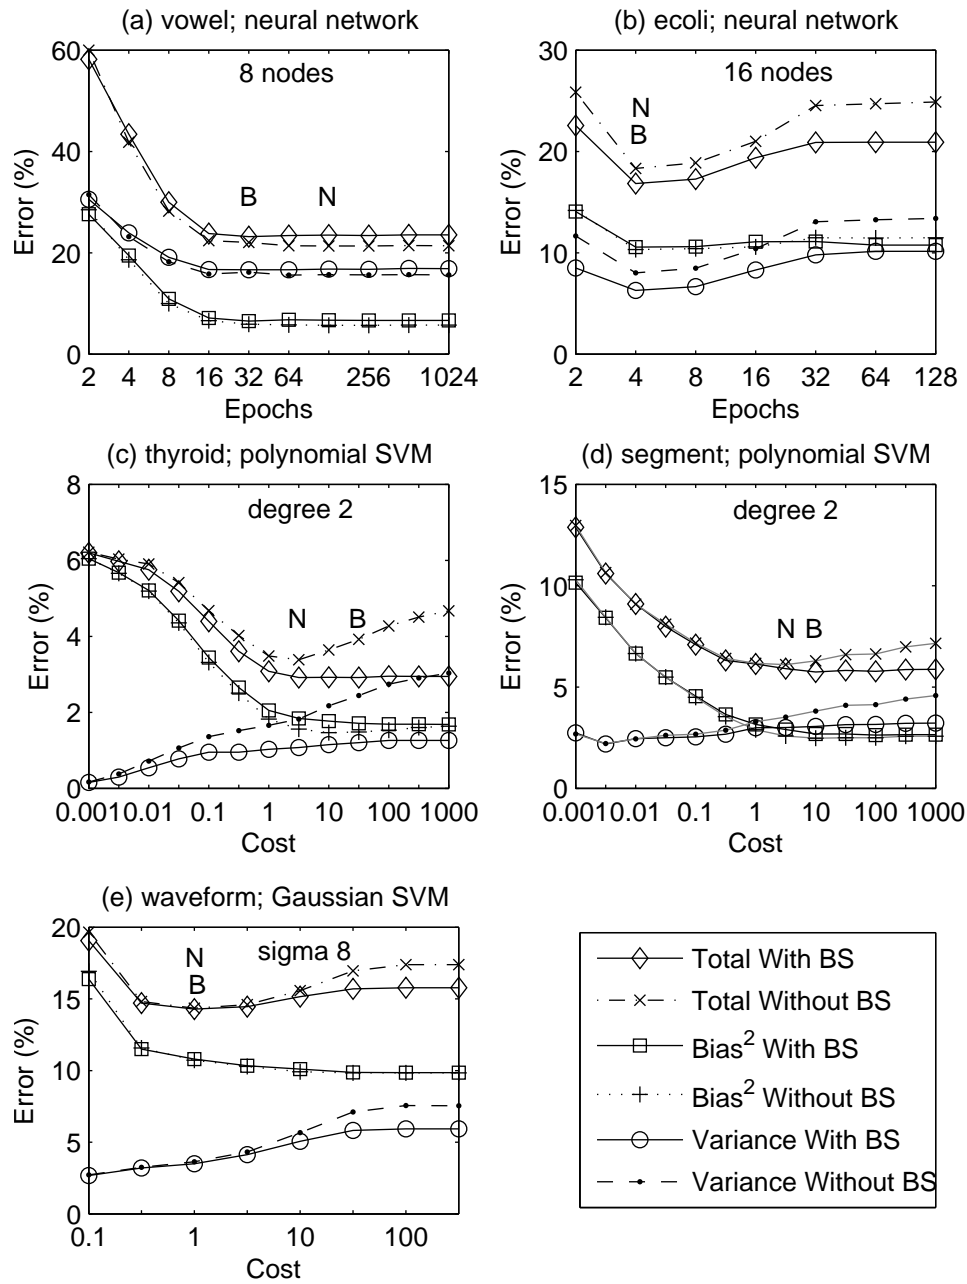 (a) vowel; neural network
8 nodes
B N
Error (%)
60
40
20
0
2 4 8 16 32 64 256 1024
Epochs
(b) ecoli; neural network
16 nodes
N
B
Error (%)
30
20
10
0
2 4 8 16 32 64 128
Epochs
(c) thyroid; polynomial SVM
degree 2
N B
Error (%)
8
6
4
2
0
0.001 0.01 0.1 1 10 100 1000
Cost
(d) segment; polynomial SVM
degree 2
N B
Error (%)
15
10
5
0
0.001 0.01 0.1 1 10 100 1000
Cost
(e) waveform; Gaussian SVM
sigma 8
N
B
Error (%)
20
15
10
5
0
0.1 1 10
Cost
Total With BS
Total Without BS
Bias² With BS
Bias² Without BS
Variance With BS
Variance Without BS